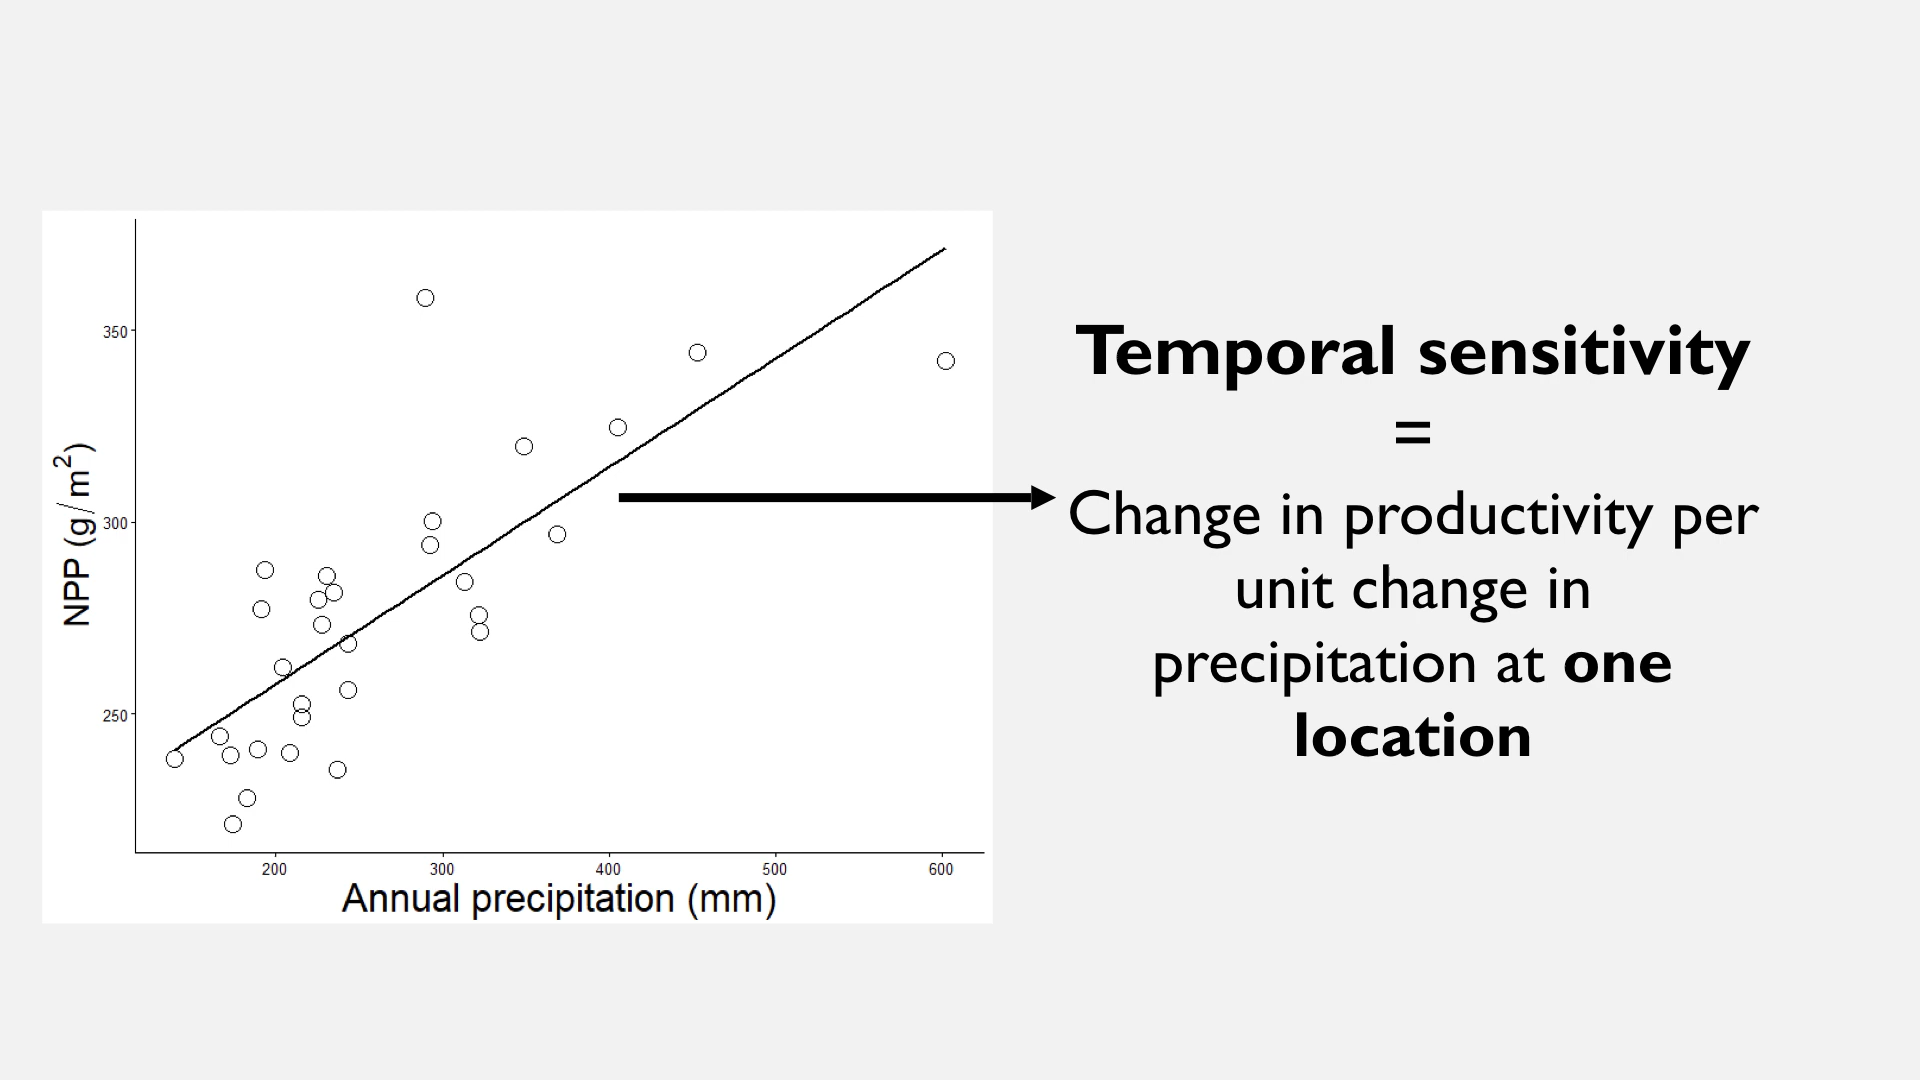 350
300
250
NPP (g/m²)
200 300 400 500 600
Annual precipitation (mm)
Temporal sensitivity
=
Change in productivity per
unit change in
precipitation at one
location